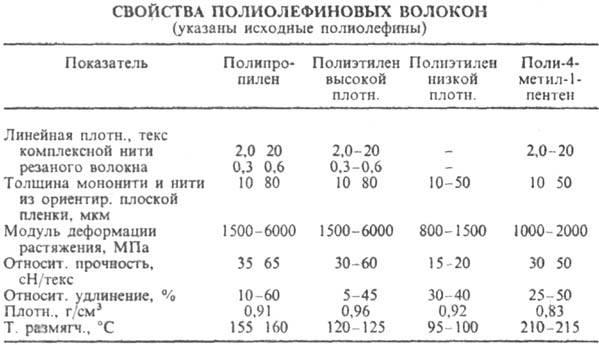 СВОЙСТВА ПОЛИОЛЕФИНОВЫХ ВОЛОКОН
(указаны исходные полиолефины)
Показатель Полипро- Полиэтилен Полиэтилен Поли-4-
пилен высокой низкой метил-1-
плотн. плотн. пентен
Линейная плотн., текс
комплексной нити 2,0 20 2,0–20 – 2,0–20
резаного волокна 0,3 0,6 0,3–0,6 –
Толщина мононити и нити 10 80 10 80 10–50 10 50
из ориентир. плоской
пленки, мкм
Модуль деформации 1500–6000 1500–6000 800–1500 1000–2000
растяжения, МПа
Относит. прочность, 35 65 30–60 15–20 30 50
сН/текс
Относит. удлинение, % 10–60 5–45 30–40 25–50
Плотн., г/см³ 0,91 0,96 0,92 0,83
Т. размягч., °С 155 160 120–125 95–100 210–215